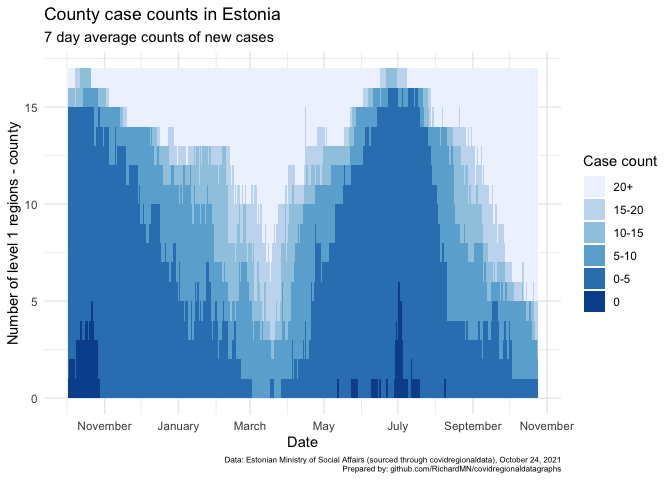 County case counts in Estonia
7 day average counts of new cases
Number of level 1 regions - county
15
10
5
0
November
January
March
May
July
September
November
Date
Case count
20+
15-20
10-15
5-10
0-5
0
Data: Estonian Ministry of Social Affairs (sourced through covidregionaldata), October 24, 2021
Prepared by: github.com/RichardMN/covidregionaldatagraphs